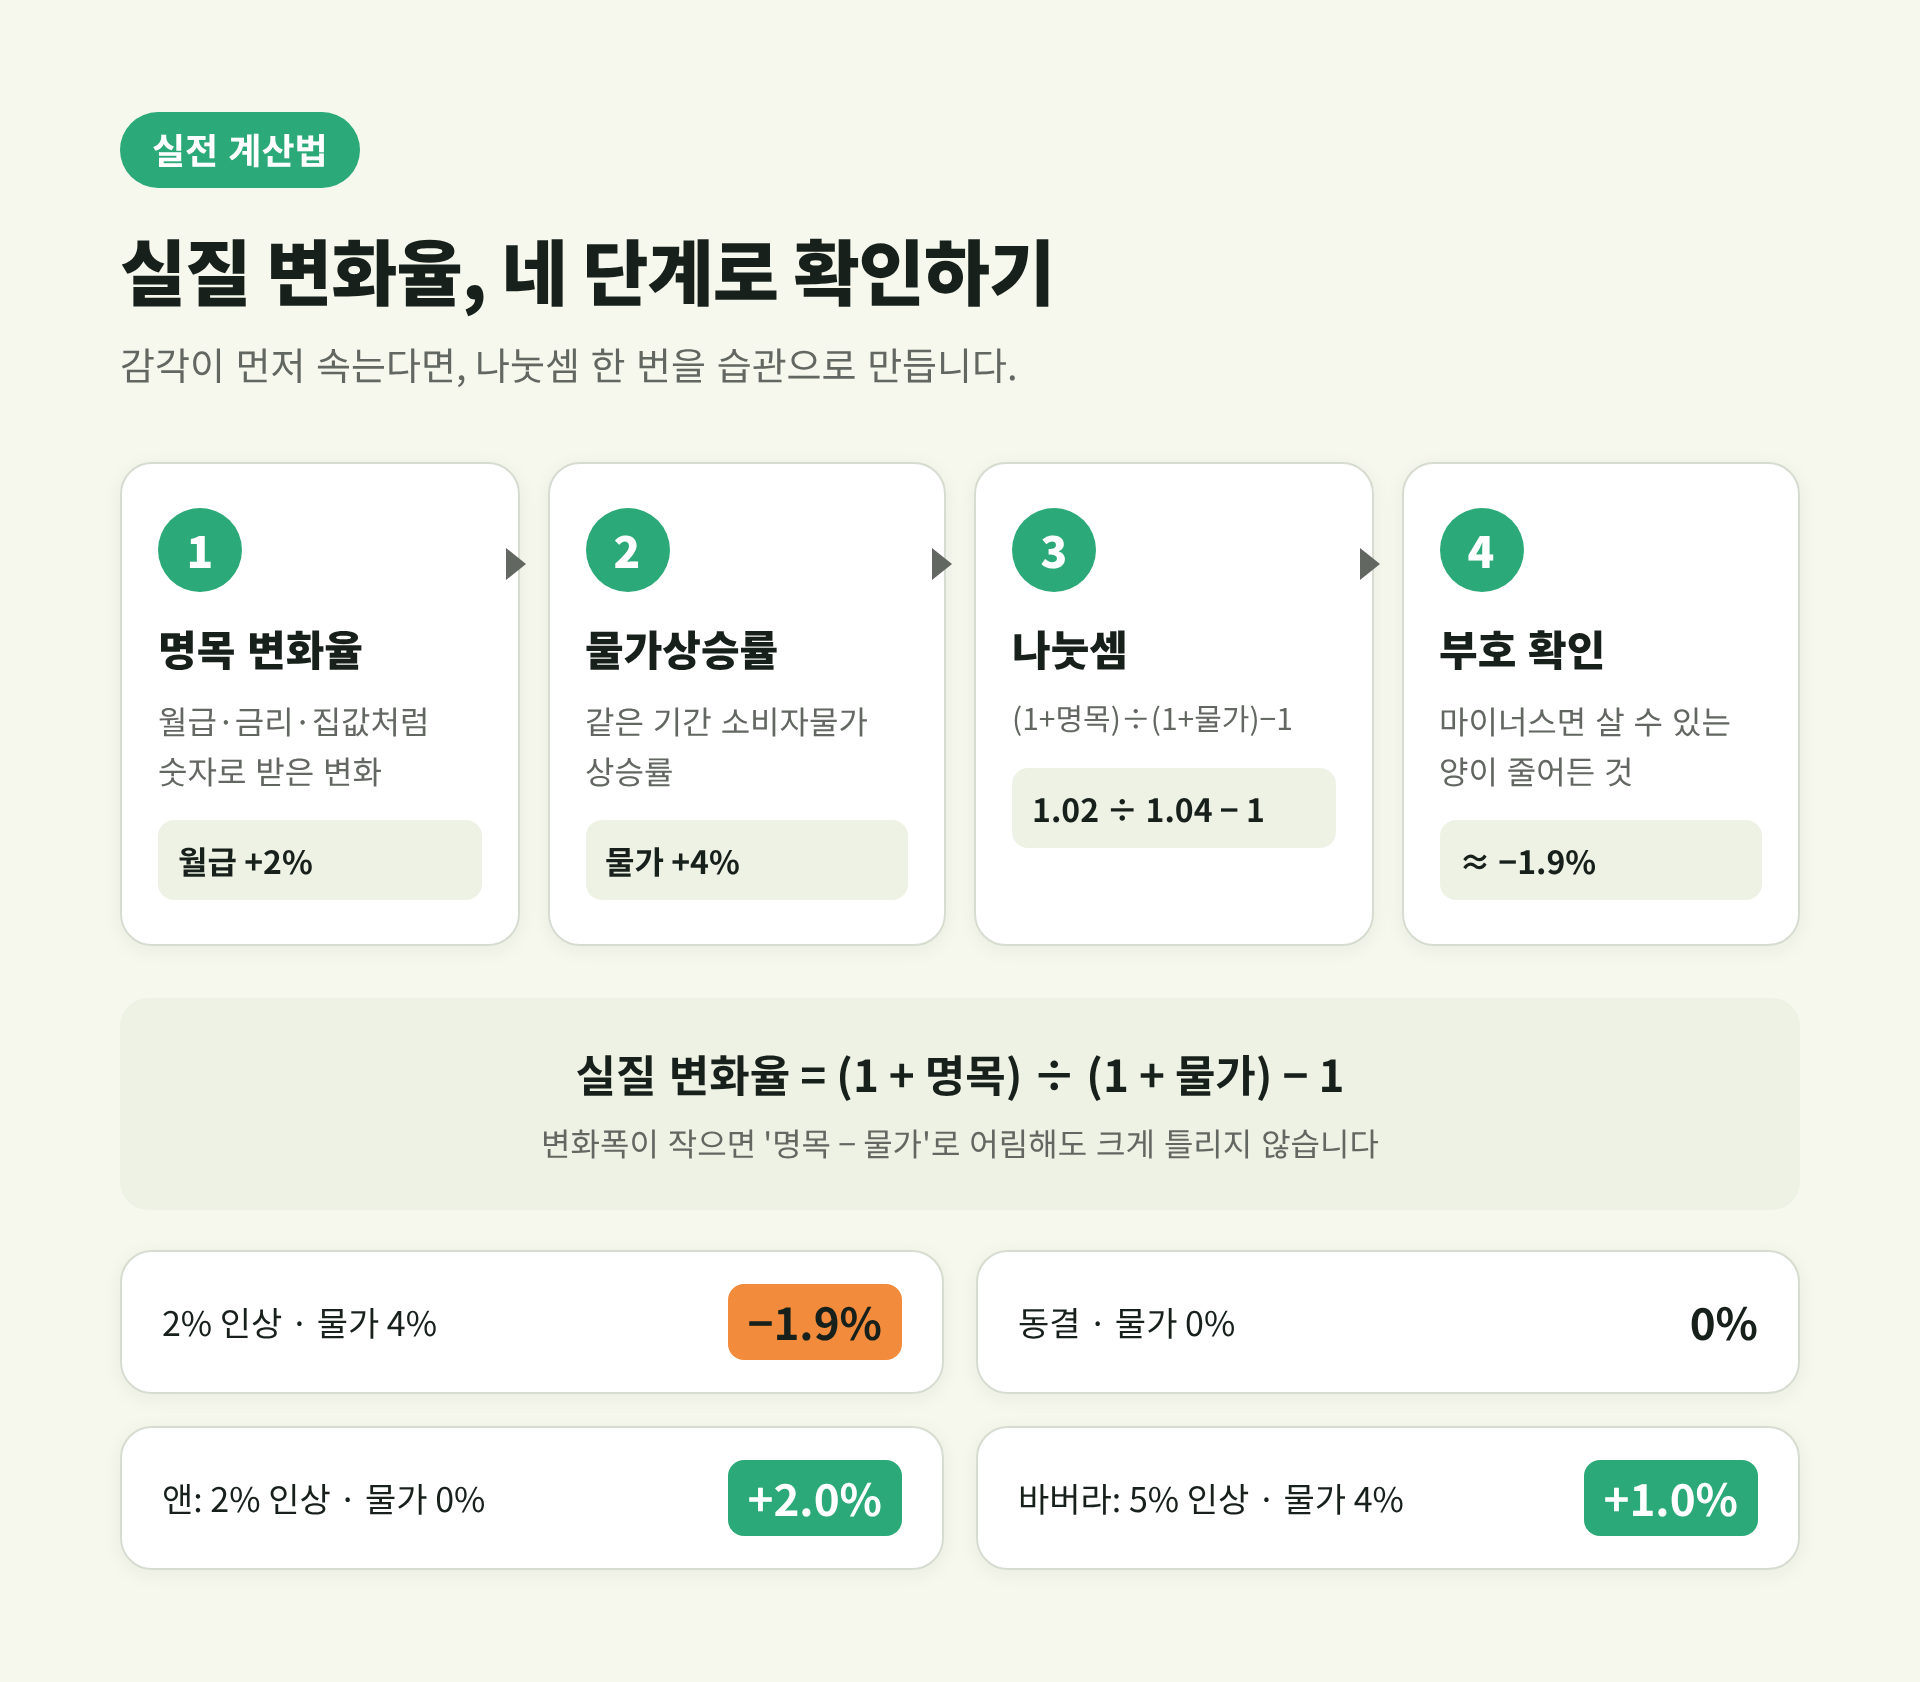 실전 계산법
실질 변화율, 네 단계로 확인하기
감각이 먼저 속는다면, 나눗셈 한 번을 습관으로 만듭니다.
1
명목 변화율
월급·금리·집값처럼
숫자로 받은 변화
월급 +2%
2
물가상승률
같은 기간 소비자물가
상승률
물가 +4%
3
나눗셈
(1+명목)÷(1+물가)−1
1.02 ÷ 1.04 − 1
4
부호 확인
마이너스면 살 수 있는
양이 줄어든 것
≈ −1.9%
실질 변화율 = (1 + 명목) ÷ (1 + 물가) − 1
변화폭이 작으면 '명목 − 물가'로 어림해도 크게 틀리지 않습니다
2% 인상 · 물가 4%
−1.9%
동결 · 물가 0%
0%
앤: 2% 인상 · 물가 0%
+2.0%
바버라: 5% 인상 · 물가 4%
+1.0%